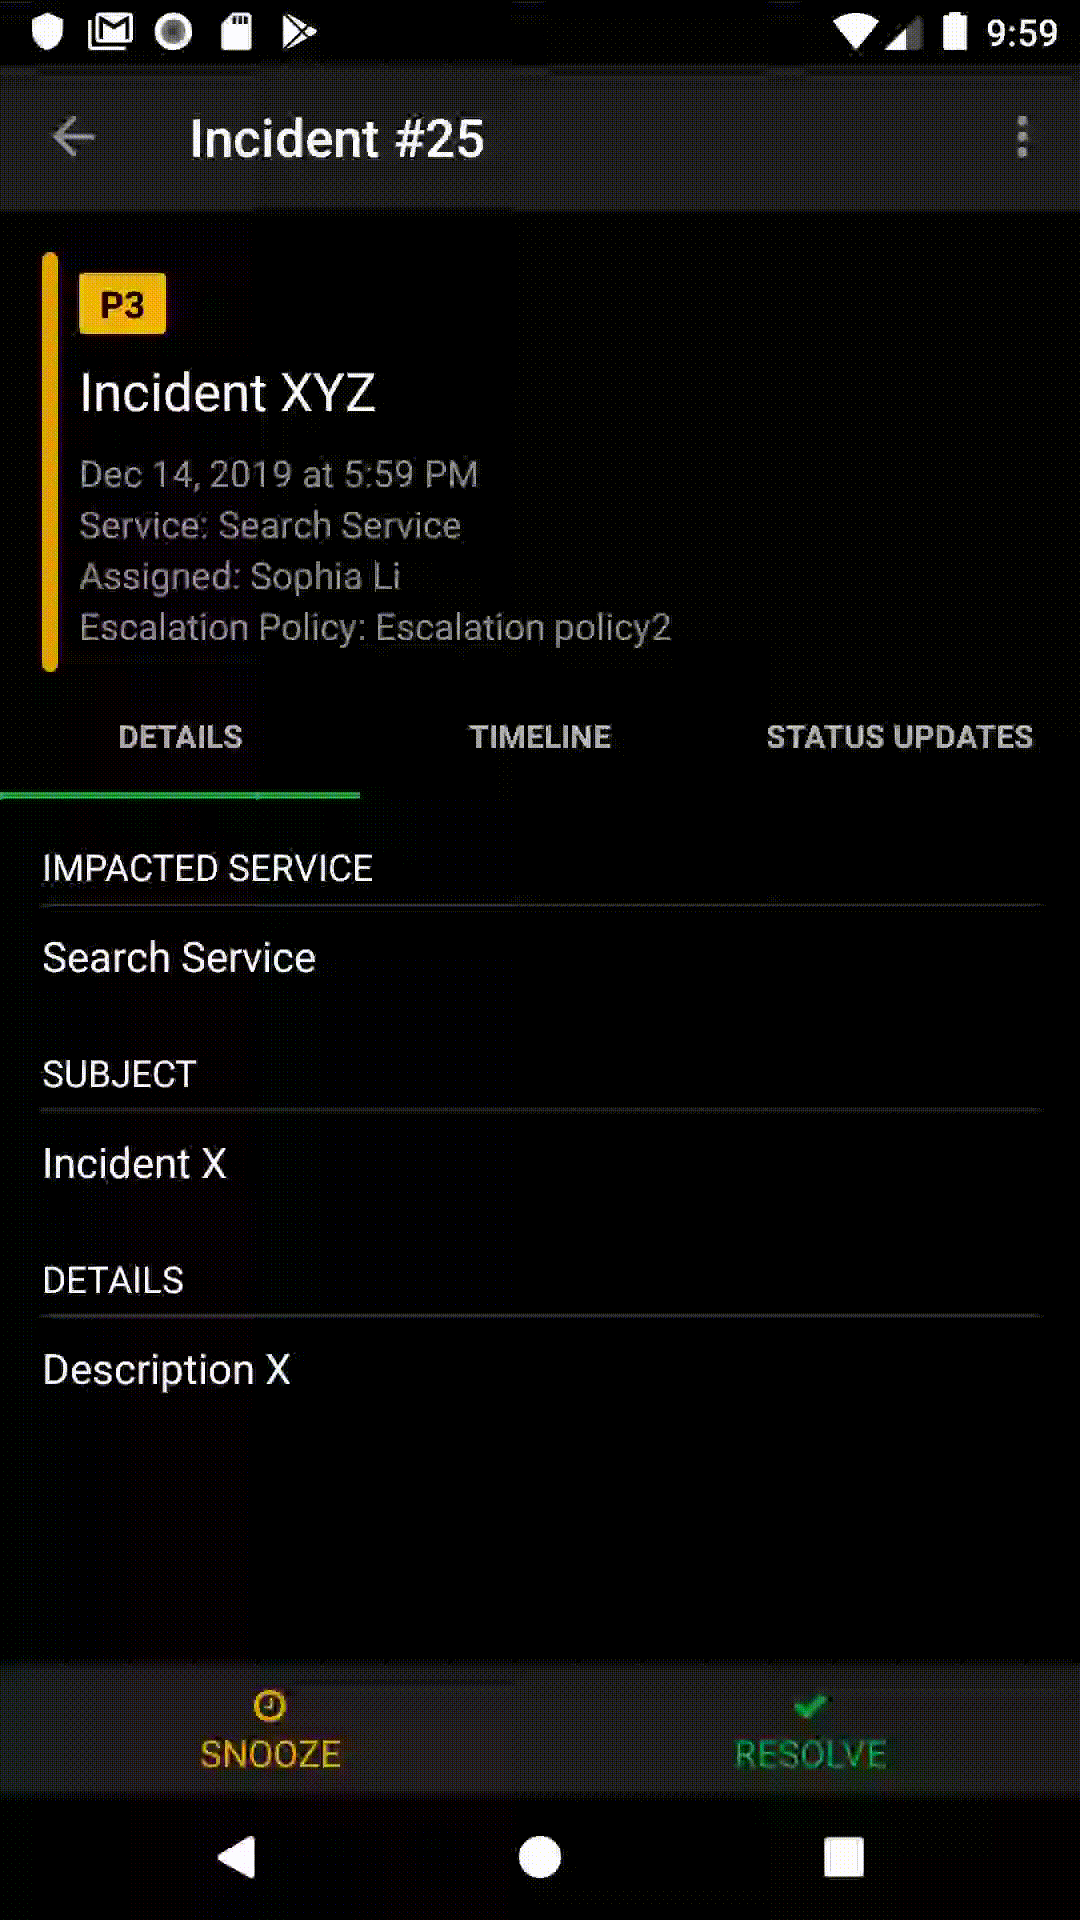 9:59
Incident #25
P3
Incident XYZ
Dec 14, 2019 at 5:59 PM
Service: Search Service
Assigned: Sophia Li
Escalation Policy: Escalation policy2
DETAILS TIMELINE STATUS UPDATES
IMPACTED SERVICE
Search Service
SUBJECT
Incident X
DETAILS
Description X
SNOOZE RESOLVE